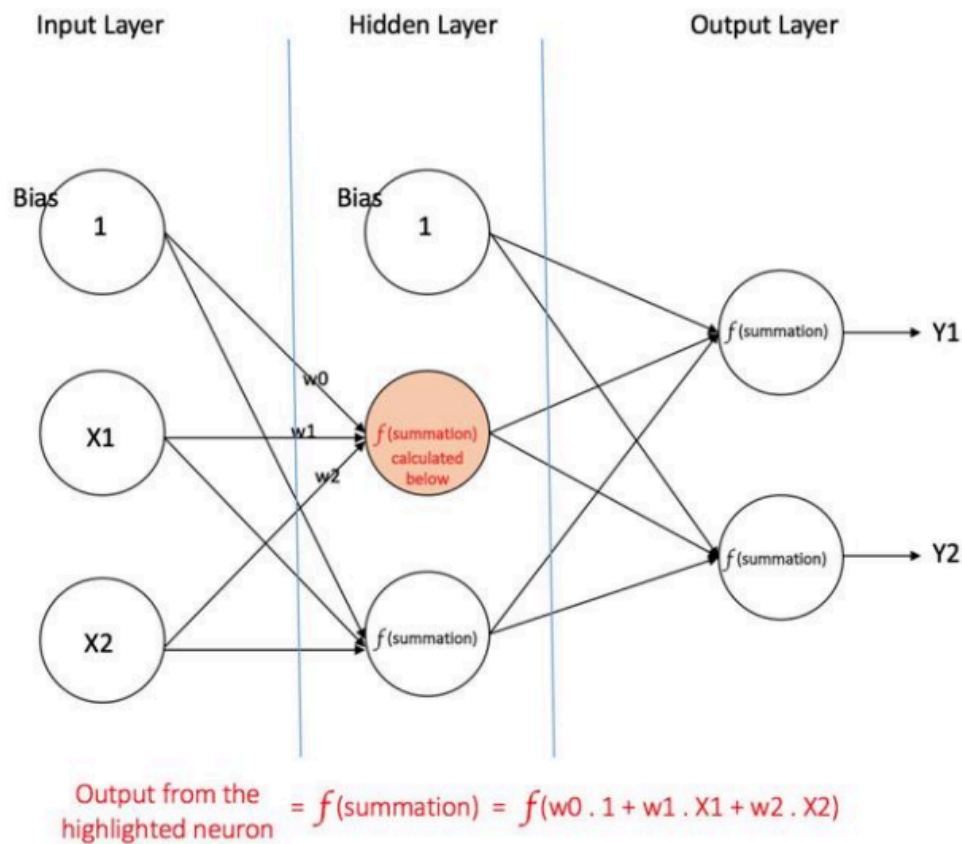 Input Layer
Hidden Layer
Output Layer
Bias
1
Bias
1
f(summation)
Y1
w0
X1
w1
f(summation)
calculated
below
w2
f(summation)
Y2
X2
f(summation)
Output from the
highlighted neuron
= f(summation) = f(w0 . 1 + w1 . X1 + w2 . X2)